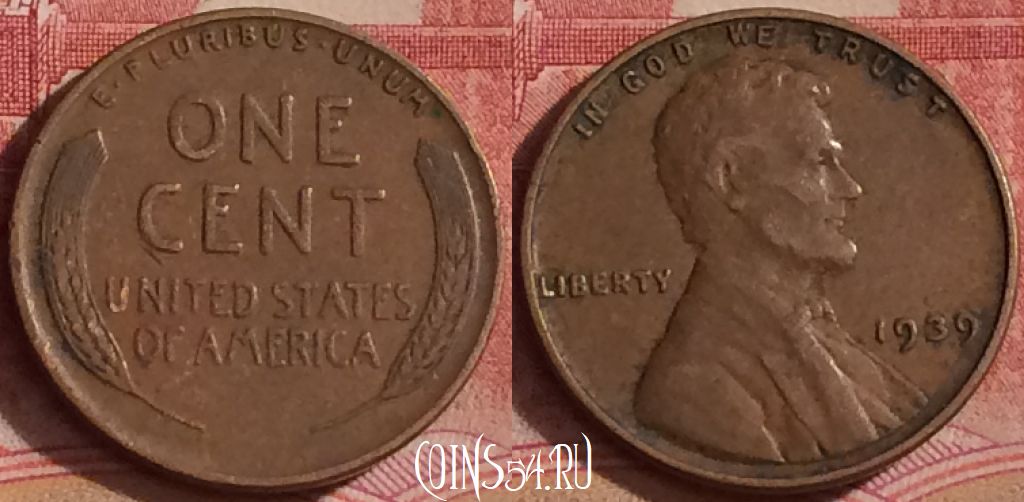 E·PLURIBUS·UNUM
ONE
CENT
UNITED STATES
OF AMERICA
IN GOD WE TRUST
LIBERTY
1939
COINS54.RU